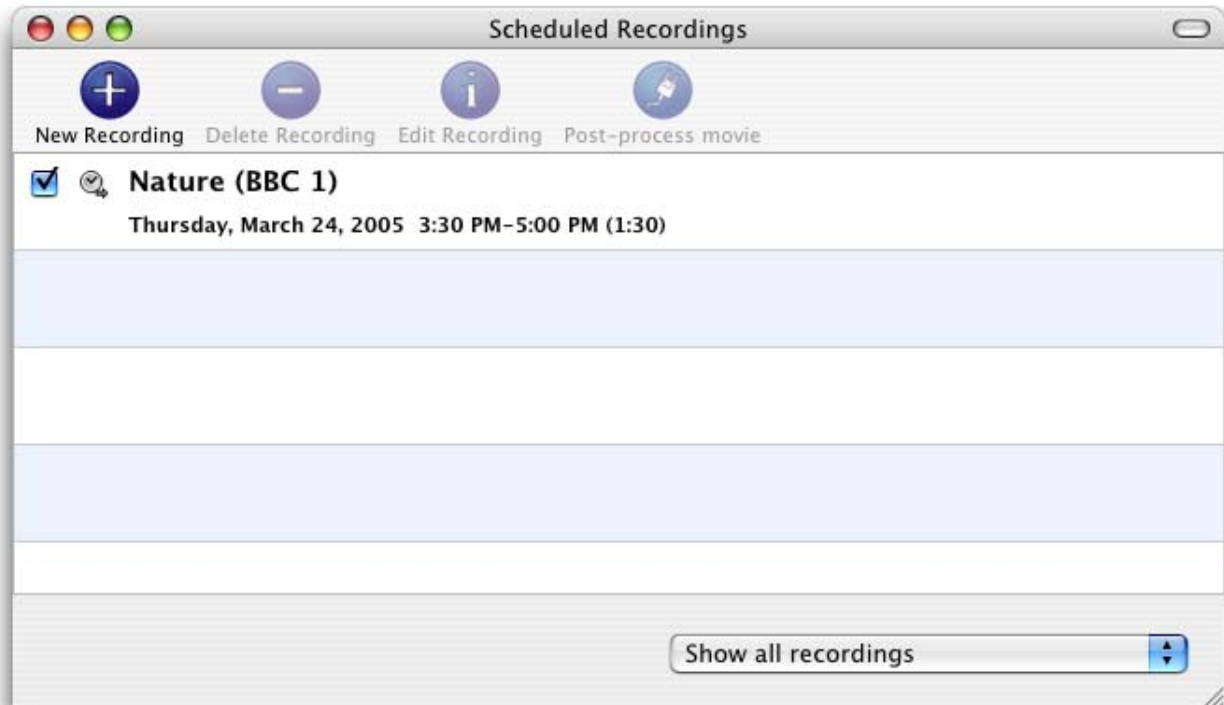 Scheduled Recordings
New Recording Delete Recording Edit Recording Post-process movie
Nature (BBC 1)
Thursday, March 24, 2005 3:30 PM-5:00 PM (1:30)
Show all recordings